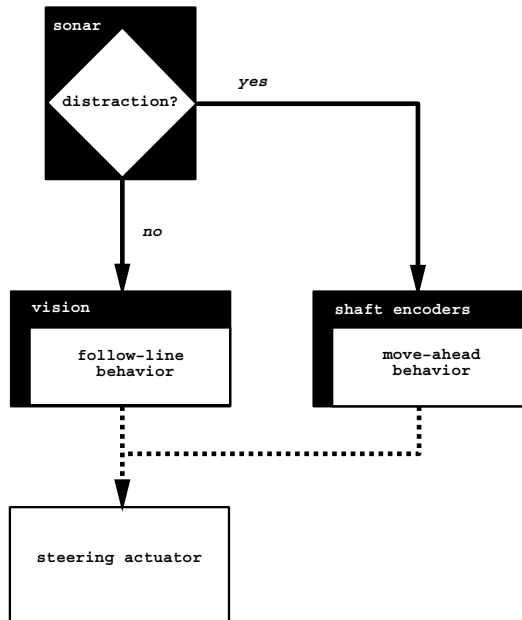 sonar
distraction?
yes
no
vision
follow-line
behavior
shaft encoders
move-ahead
behavior
steering actuator